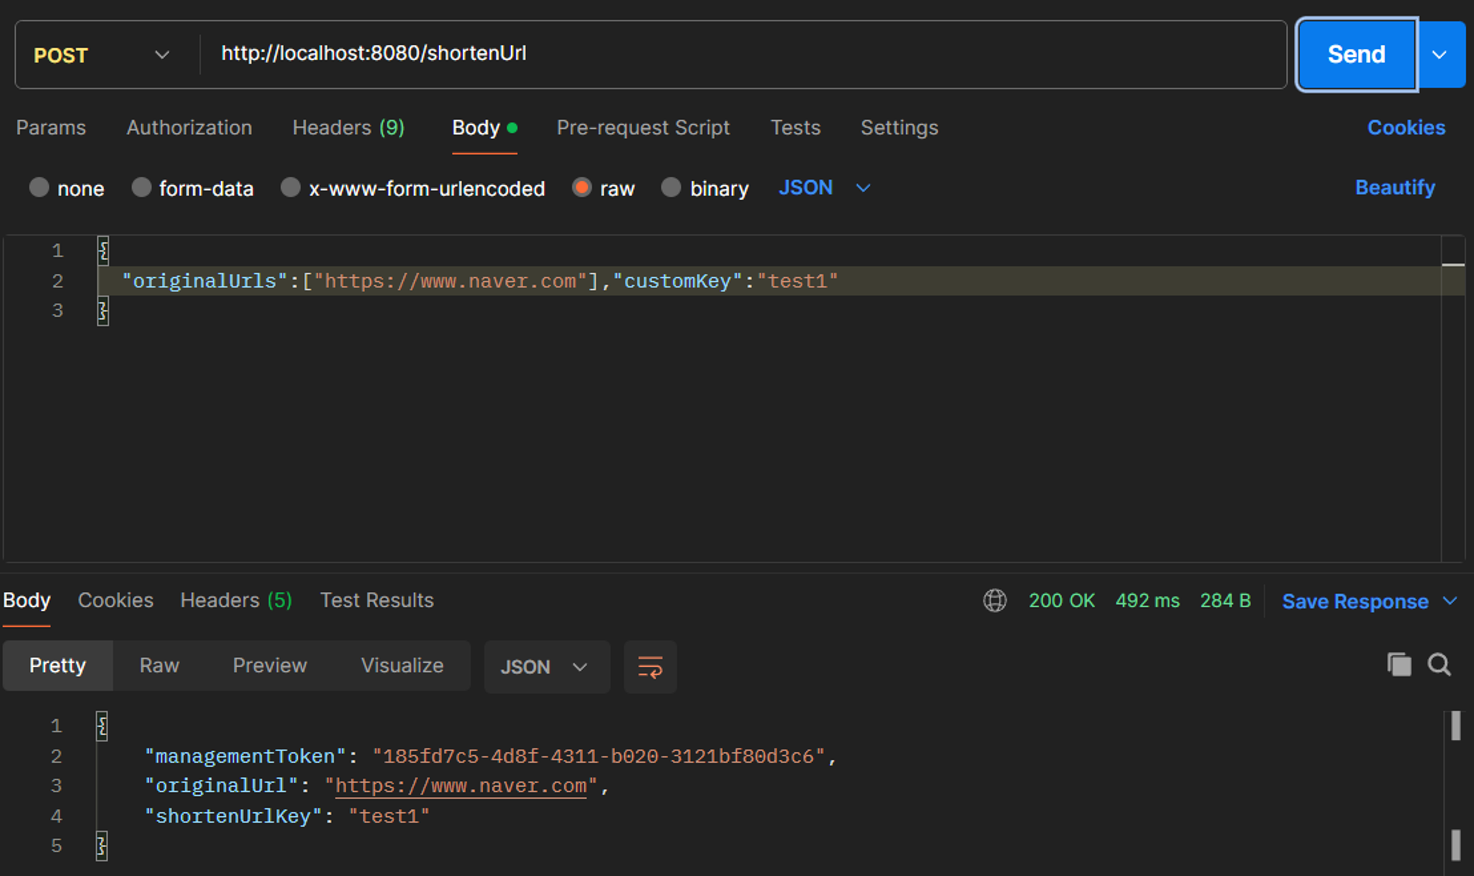 POST http://localhost:8080/shortenUrl Send
Params Authorization Headers (9) Body Pre-request Script Tests Settings Cookies
none form-data x-www-form-urlencoded raw binary JSON Beautify
1 {
2 "originalUrls":["https://www.naver.com"],"customKey":"test1"
3 }
Body Cookies Headers (5) Test Results 200 OK 492 ms 284 B Save Response
Pretty Raw Preview Visualize JSON
1 {
2 "managementToken": "185fd7c5-4d8f-4311-b020-3121bf80d3c6",
3 "originalUrl": "https://www.naver.com",
4 "shortenUrlKey": "test1"
5 }